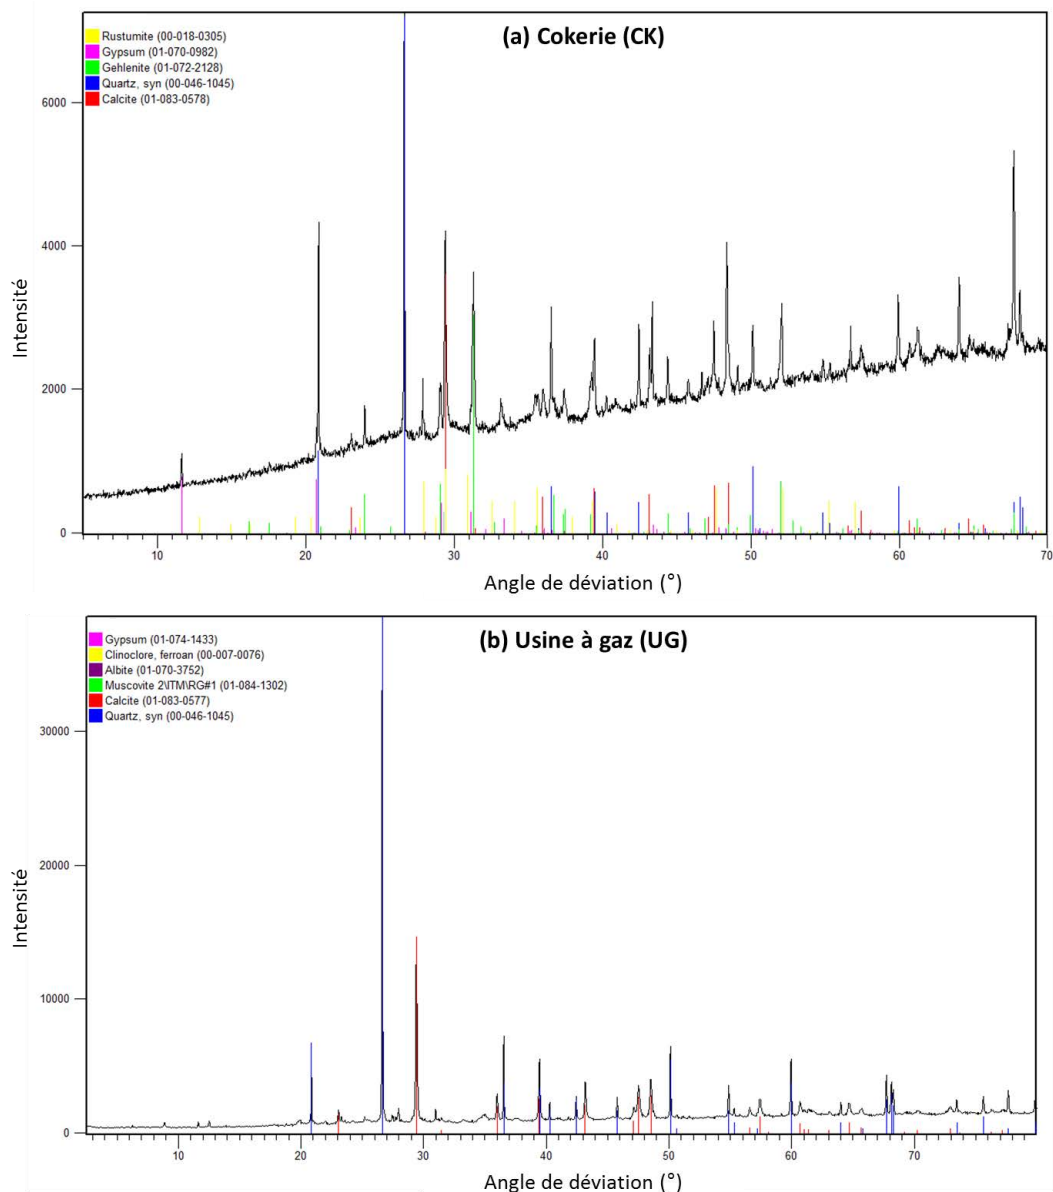 (a) Cokerie (CK)
Rustumite (00-018-0305)
Gypsum (01-070-0982)
Gehlenite (01-072-2128)
Quartz, syn (00-046-1045)
Calcite (01-083-0578)
6000
4000
2000
0
Intensité
10 20 30 40 50 60 70
Angle de déviation (°)
(b) Usine à gaz (UG)
Gypsum (01-074-1433)
Clinoclore, ferroan (00-007-0076)
Albite (01-070-3752)
Muscovite 2\ITM\RG#1 (01-084-1302)
Calcite (01-083-0577)
Quartz, syn (00-046-1045)
30000
20000
10000
0
Intensité
10 20 30 40 50 60 70
Angle de déviation (°)